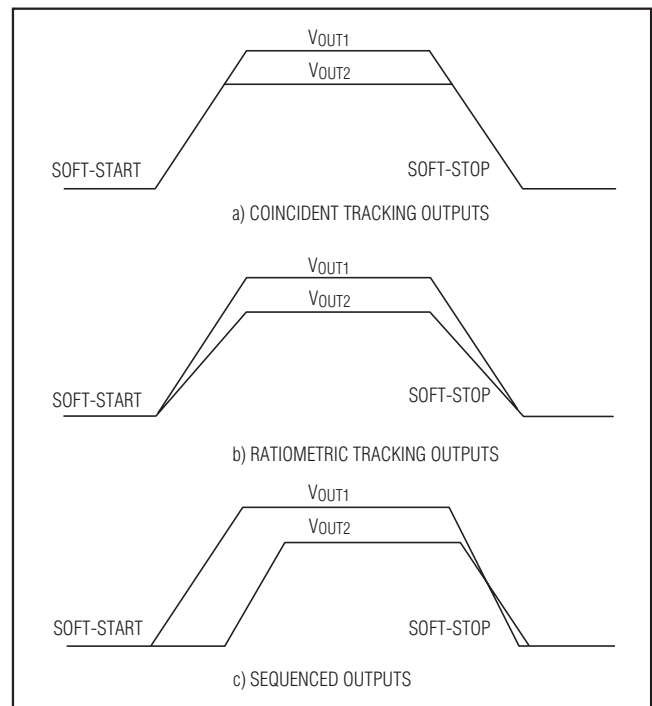 VOUT1
VOUT2
SOFT-START
SOFT-STOP
a) COINCIDENT TRACKING OUTPUTS
VOUT1
VOUT2
SOFT-START
SOFT-STOP
b) RATIOMETRIC TRACKING OUTPUTS
VOUT1
VOUT2
SOFT-START
SOFT-STOP
c) SEQUENCED OUTPUTS